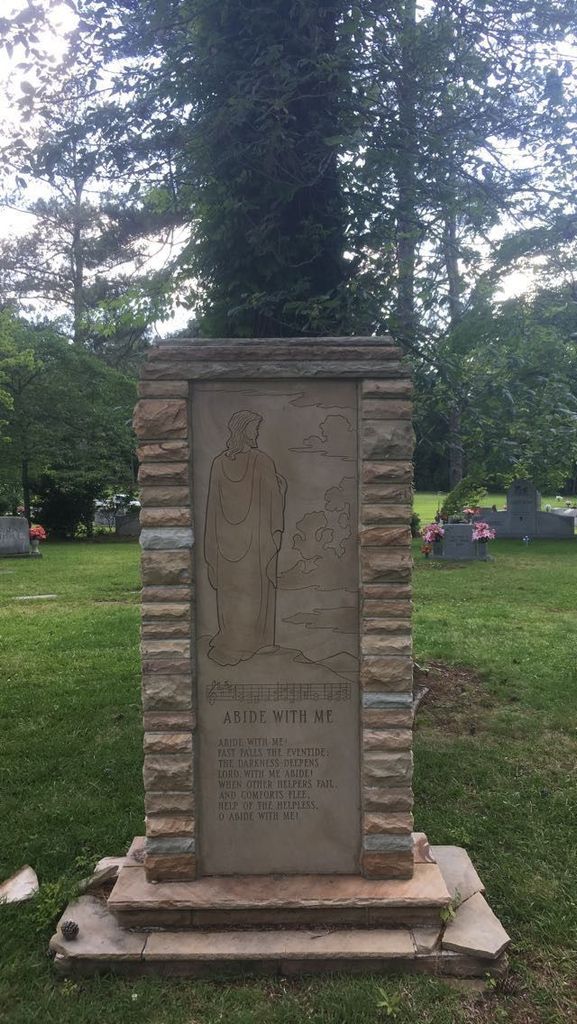 ABIDE WITH ME
ABIDE WITH ME!
FAST FALLS THE EVENTIDE;
THE DARKNESS DEEPENS
LORD, WITH ME ABIDE!
WHEN OTHER HELPERS FAIL,
AND COMFORTS FLEE,
HELP OF THE HELPLESS,
O ABIDE WITH ME!